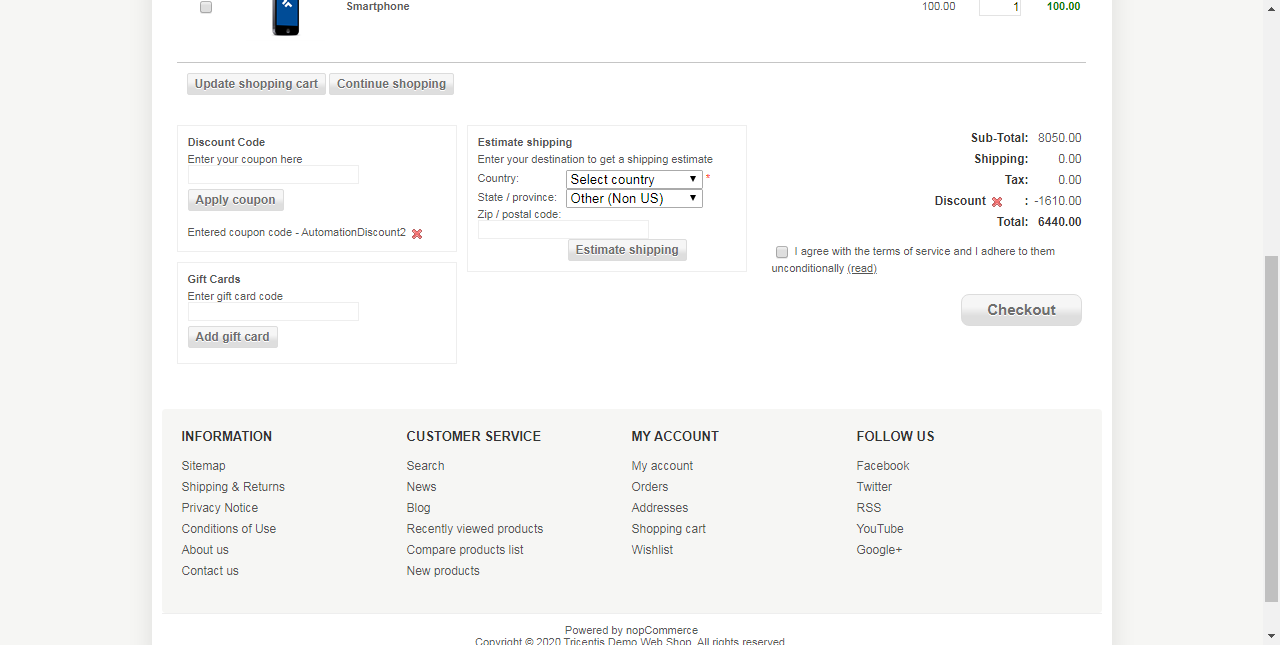 Smartphone 100.00 1 100.00
Update shopping cart Continue shopping
Discount Code
Enter your coupon here
Apply coupon
Entered coupon code - AutomationDiscount2
Gift Cards
Enter gift card code
Add gift card
Estimate shipping
Enter your destination to get a shipping estimate
Country: Select country *
State / province: Other (Non US)
Zip / postal code:
Estimate shipping
Sub-Total: 8050.00
Shipping: 0.00
Tax: 0.00
Discount : -1610.00
Total: 6440.00
I agree with the terms of service and I adhere to them
unconditionally (read)
Checkout
INFORMATION
Sitemap
Shipping & Returns
Privacy Notice
Conditions of Use
About us
Contact us
CUSTOMER SERVICE
Search
News
Blog
Recently viewed products
Compare products list
New products
MY ACCOUNT
My account
Orders
Addresses
Shopping cart
Wishlist
FOLLOW US
Facebook
Twitter
RSS
YouTube
Google+
Powered by nopCommerce
Copyright © 2020 Tricentis Demo Web Shop. All rights reserved.